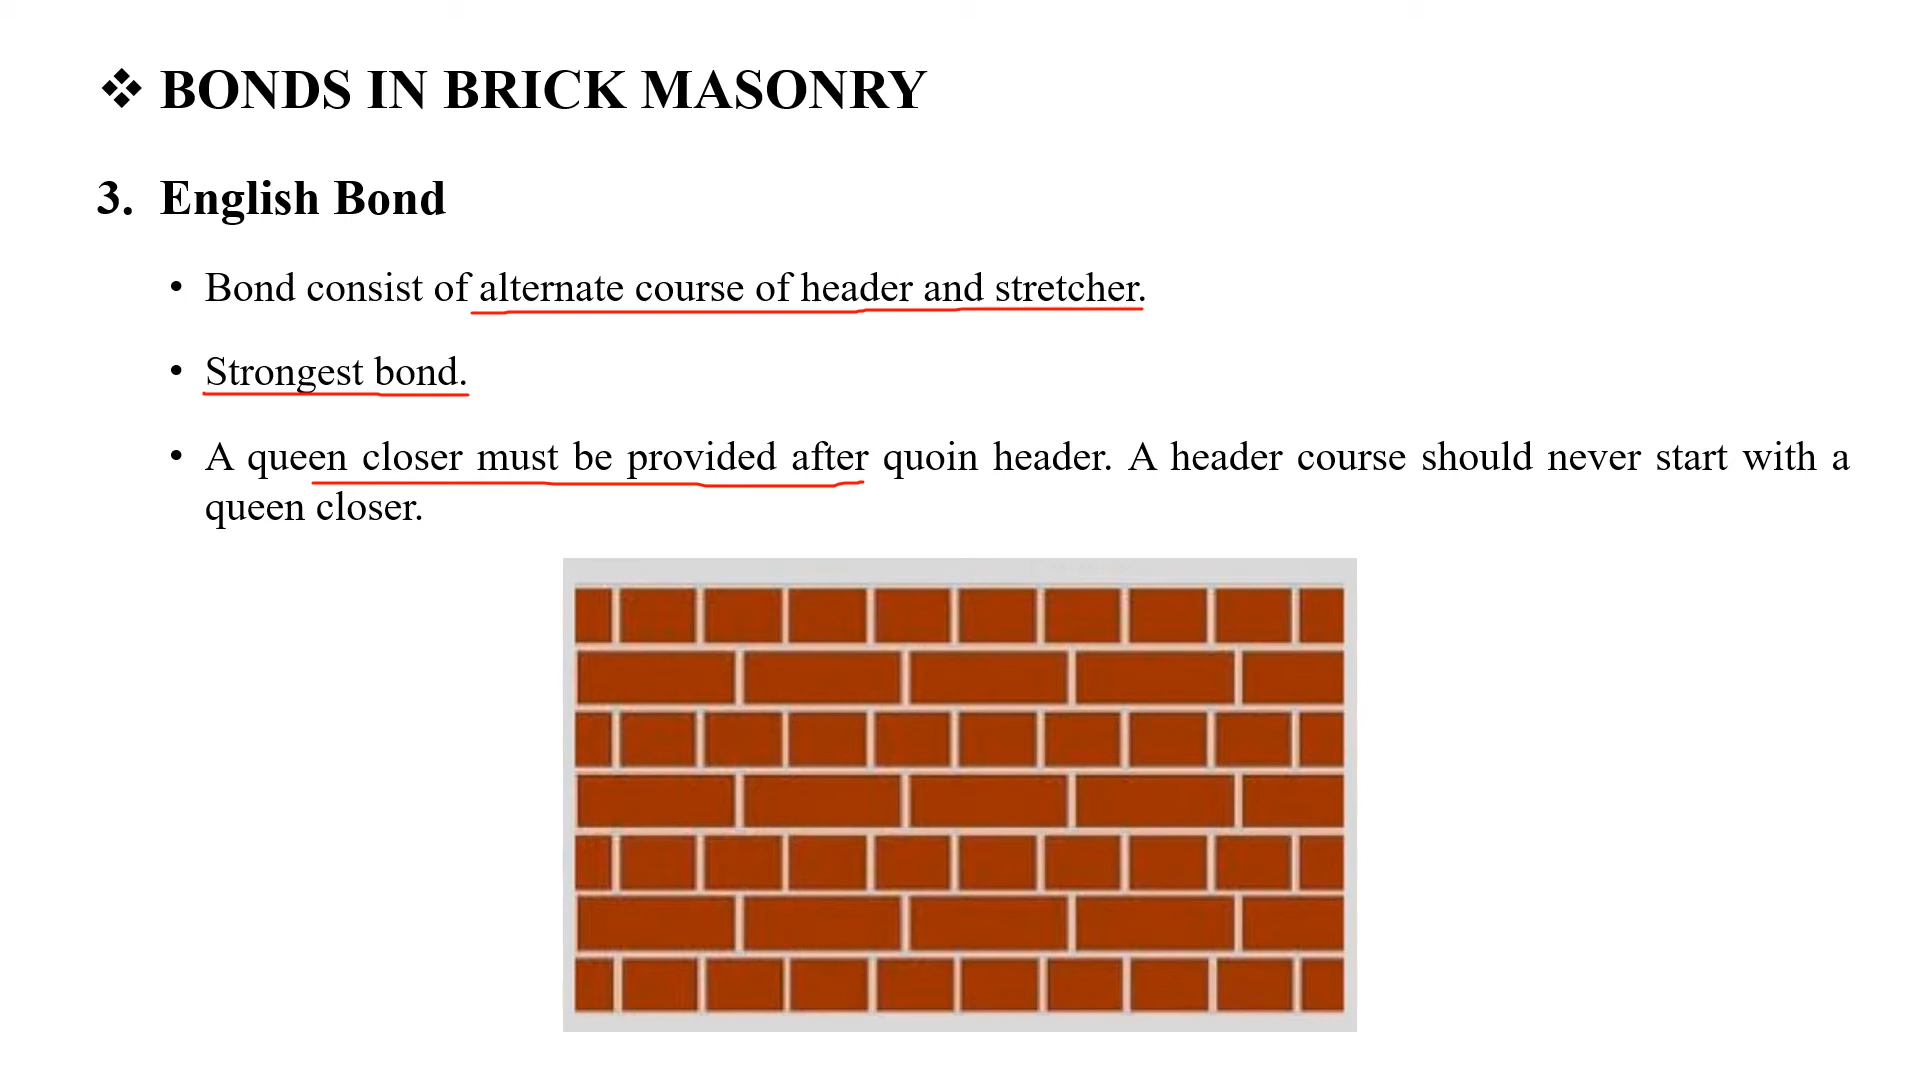 ❖ BONDS IN BRICK MASONRY
3. English Bond
• Bond consist of alternate course of header and stretcher.
• Strongest bond.
• A queen closer must be provided after quoin header. A header course should never start with a
queen closer.